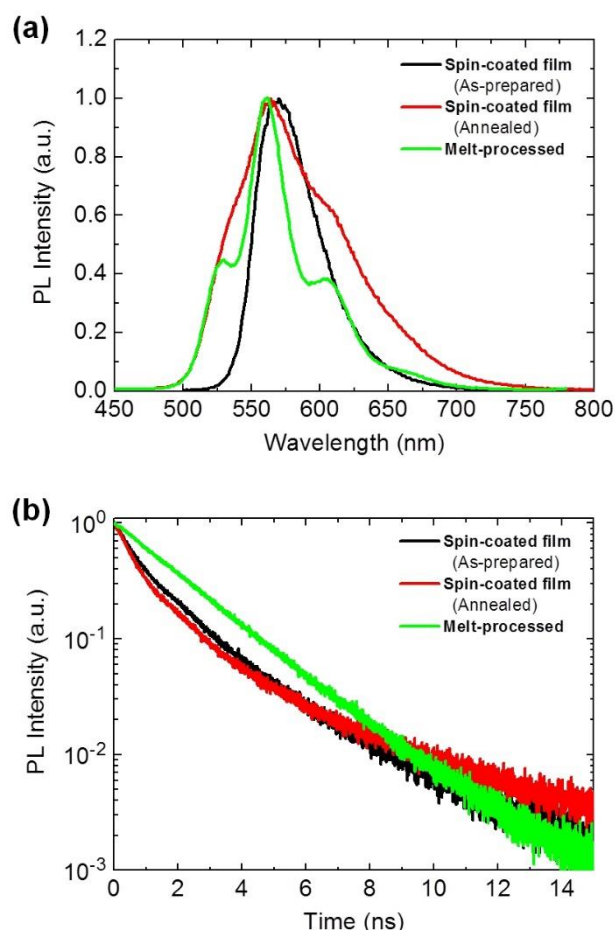 (a)
1.2
1.0
0.8
0.6
0.4
0.2
0.0
PL Intensity (a.u.)
Spin-coated film
(As-prepared)
Spin-coated film
(Annealed)
Melt-processed
450 500 550 600 650 700 750 800
Wavelength (nm)
(b)
10⁰
10⁻¹
10⁻²
10⁻³
PL Intensity (a.u.)
Spin-coated film
(As-prepared)
Spin-coated film
(Annealed)
Melt-processed
0 2 4 6 8 10 12 14
Time (ns)